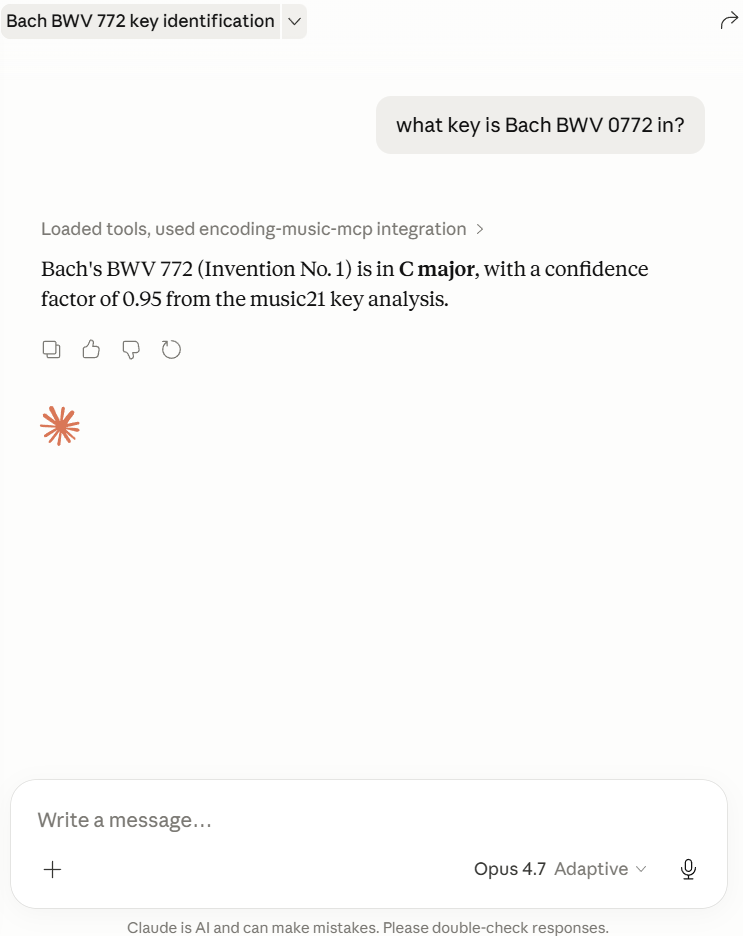 Bach BWV 772 key identification
what key is Bach BWV 0772 in?
Loaded tools, used encoding-music-mcp integration
Bach's BWV 772 (Invention No. 1) is in C major, with a confidence
factor of 0.95 from the music21 key analysis.
Write a message…
Opus 4.7 Adaptive
Claude is AI and can make mistakes. Please double-check responses.